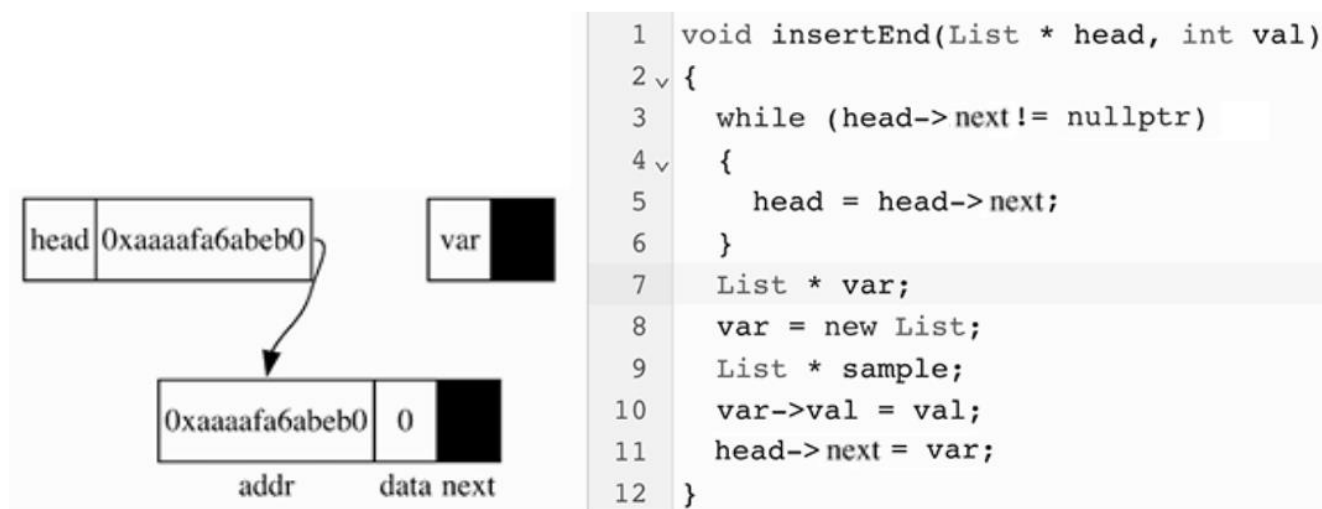 head 0xaaaafa6abeb0
var
0xaaaafa6abeb0 0
addr data next
1 void insertEnd(List * head, int val)
2 {
3 while (head->next!= nullptr)
4 {
5 head = head->next;
6 }
7 List * var;
8 var = new List;
9 List * sample;
10 var->val = val;
11 head->next = var;
12 }